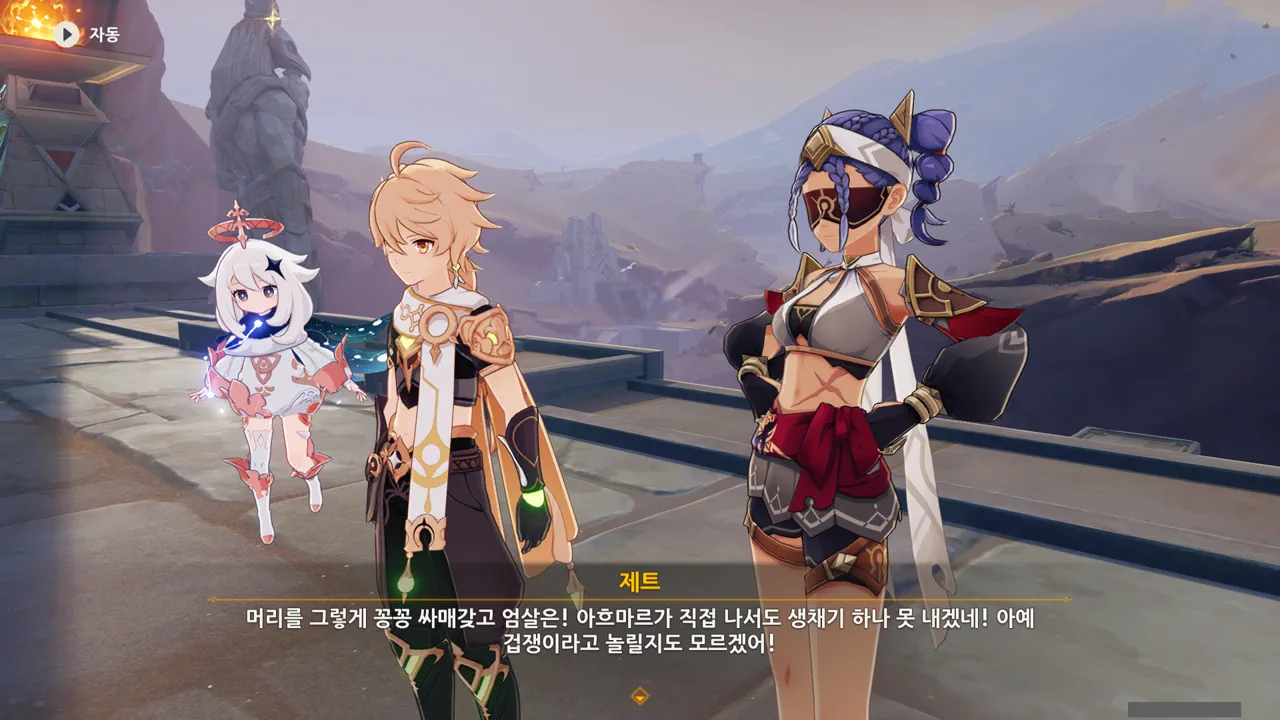 자동
제트
머리를 그렇게 꽁꽁 싸매갖고 엄살은! 아흐마르가 직접 나서도 생채기 하나 못 내겠네! 아예
겁쟁이라고 놀릴지도 모르겠어!